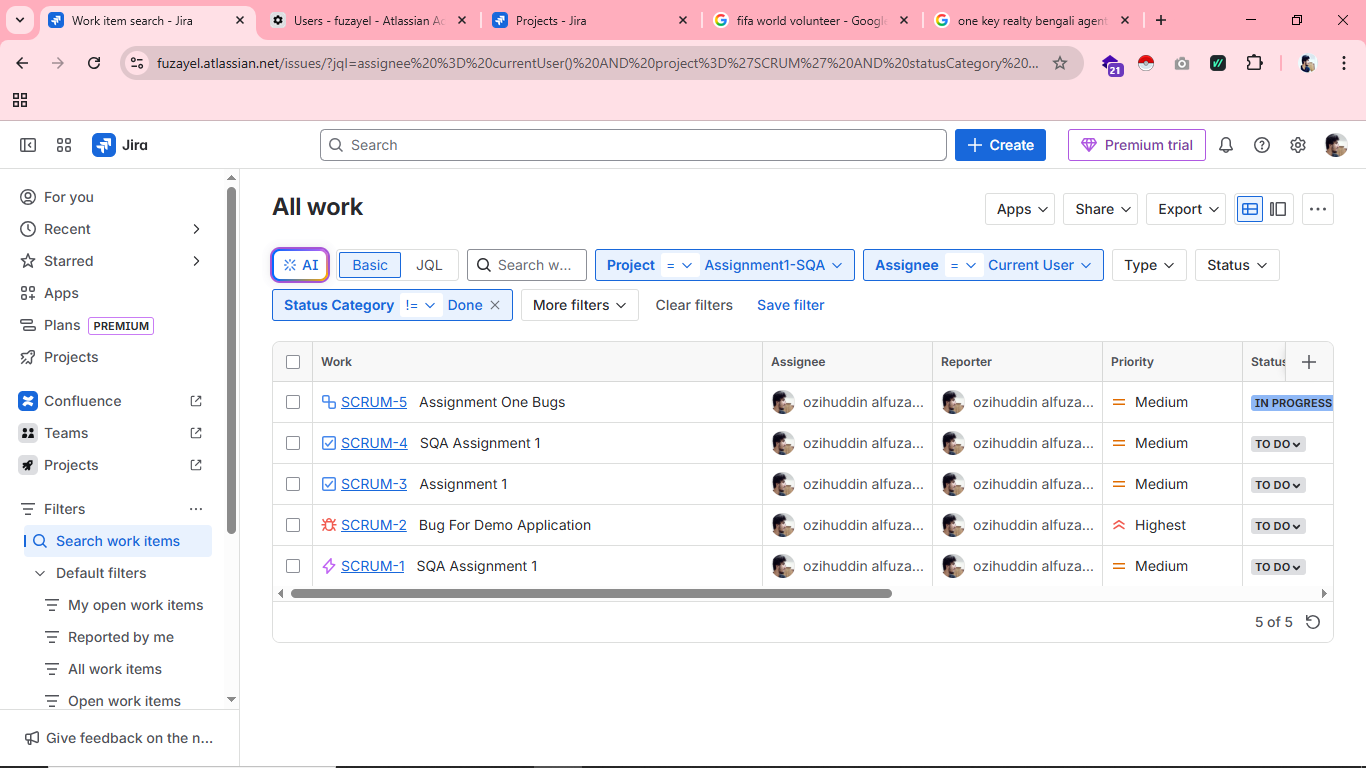 Work item search - Jira
Users - fuzayel - Atlassian Ad
Projects - Jira
fifa world volunteer - Google
one key realty bengali agent
fuzayel.atlassian.net/issues/?jql=assignee%20%3D%20currentUser()%20AND%20project%3D%27SCRUM%27%20AND%20statusCategory%20...
21
Jira
Search
Create
Premium trial
For you
Recent
Starred
Apps
Plans PREMIUM
Projects
Confluence
Teams
Projects
Filters
Search work items
Default filters
My open work items
Reported by me
All work items
Open work items
Give feedback on the n...
All work
Apps
Share
Export
AI
Basic
JQL
Search w...
Project = Assignment1-SQA
Assignee = Current User
Type
Status
Status Category != Done
More filters
Clear filters
Save filter
Work Assignee Reporter Priority Status
SCRUM-5 Assignment One Bugs ozihuddin alfuza... ozihuddin alfuza... Medium IN PROGRESS
SCRUM-4 SQA Assignment 1 ozihuddin alfuza... ozihuddin alfuza... Medium TO DO
SCRUM-3 Assignment 1 ozihuddin alfuza... ozihuddin alfuza... Medium TO DO
SCRUM-2 Bug For Demo Application ozihuddin alfuza... ozihuddin alfuza... Highest TO DO
SCRUM-1 SQA Assignment 1 ozihuddin alfuza... ozihuddin alfuza... Medium TO DO
5 of 5